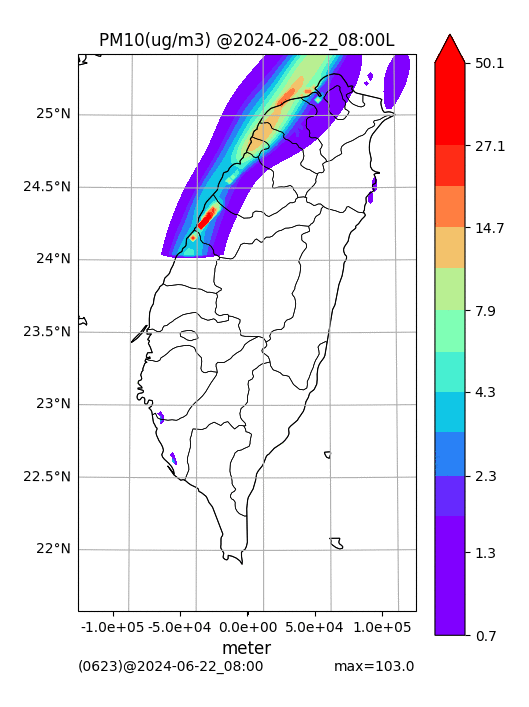 PM10(ug/m3) @2024-06-22_08:00L
50.1
25°N
27.1
24.5°N
14.7
24°N
7.9
23.5°N
4.3
23°N
2.3
22.5°N
1.3
22°N
0.7
-1.0e+05 -5.0e+04 0.0e+00 5.0e+04 1.0e+05
meter
(0623)@2024-06-22_08:00 max=103.0